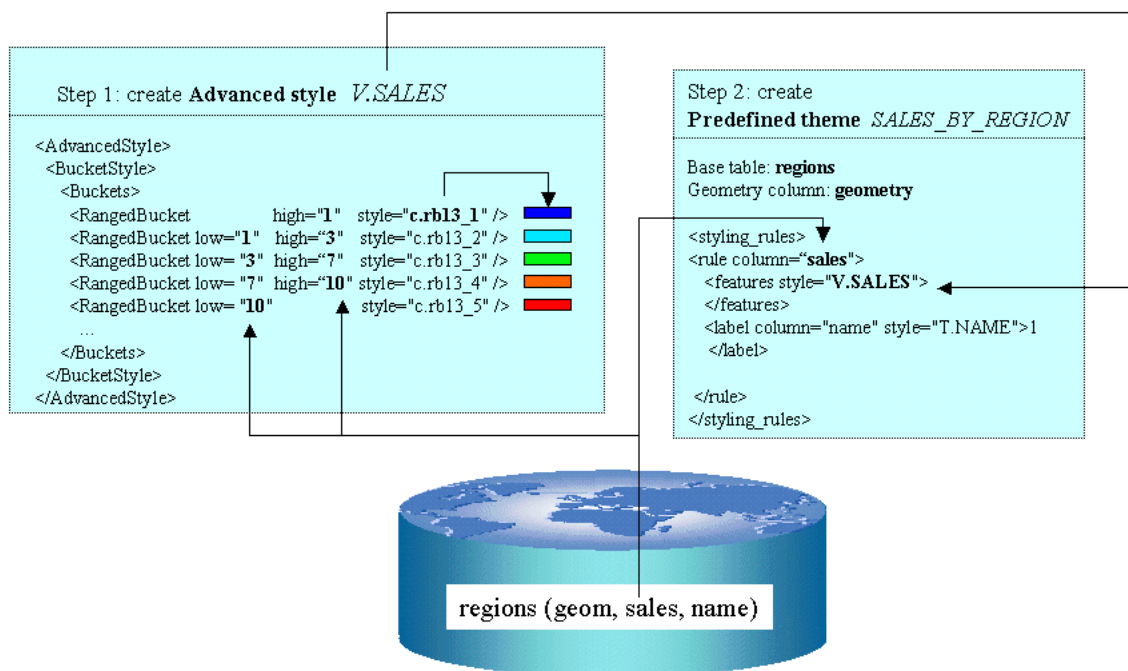 Step 1: create Advanced style V.SALES
<AdvancedStyle>
<BucketStyle>
<Buckets>
<RangedBucket high="1" style="c.rb13_1" />
<RangedBucket low="1" high=“3" style="c.rb13_2" />
<RangedBucket low= "3" high=“7" style="c.rb13_3" />
<RangedBucket low= "7" high=“10" style="c.rb13_4" />
<RangedBucket low= "10" style="c.rb13_5" />
...
</Buckets>
</BucketStyle>
</AdvancedStyle>
Step 2: create
Predefined theme SALES_BY_REGION
Base table: regions
Geometry column: geometry
<styling_rules>
<rule column=“sales">
<features style="V.SALES">
</features>
<label column="name" style="T.NAME">1
</label>
</rule>
</styling_rules>
regions (geom, sales, name)